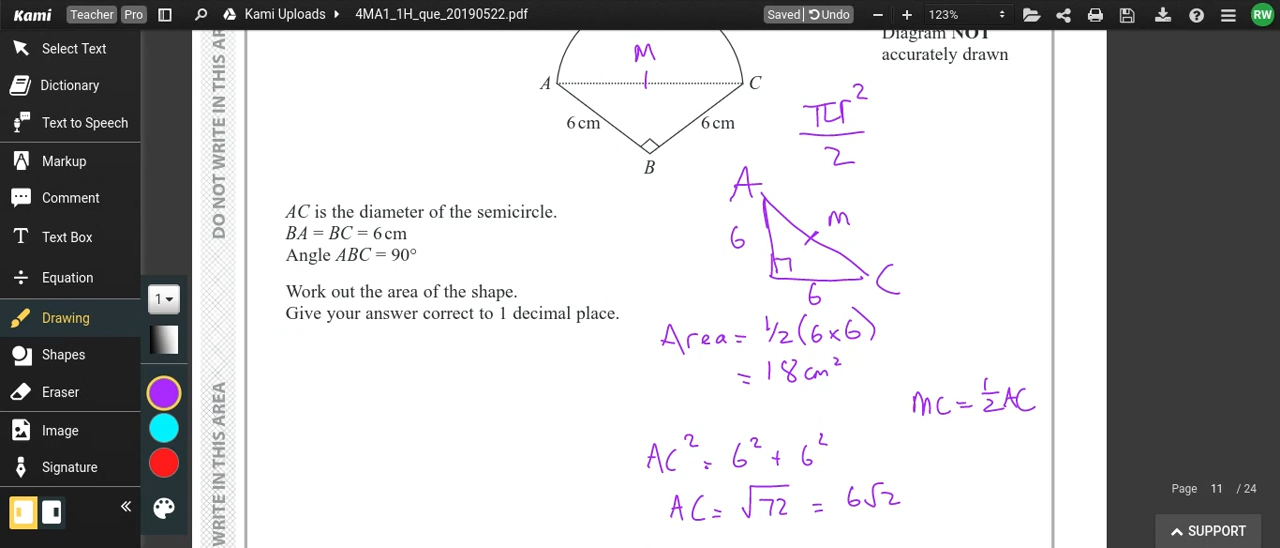 Kami Teacher Pro Kami Uploads 4MA1_1H_que_20190522.pdf Saved Undo 123% RW
Select Text
Dictionary
Text to Speech
Markup
Comment
Text Box
Equation
Drawing
Shapes
Eraser
Image
Signature
1
DO NOT WRITE IN THIS AR
WRITE IN THIS AREA
Diagram NOT
accurately drawn
M
A C
6 cm 6 cm
B
πr²
2
AC is the diameter of the semicircle.
BA = BC = 6 cm
Angle ABC = 90°
Work out the area of the shape.
Give your answer correct to 1 decimal place.
A
M
6
C
6
Area = 1/2 (6×6)
= 18cm²
MC = 1/2 AC
AC² = 6² + 6²
AC = √72 = 6√2
Page 11 / 24
SUPPORT